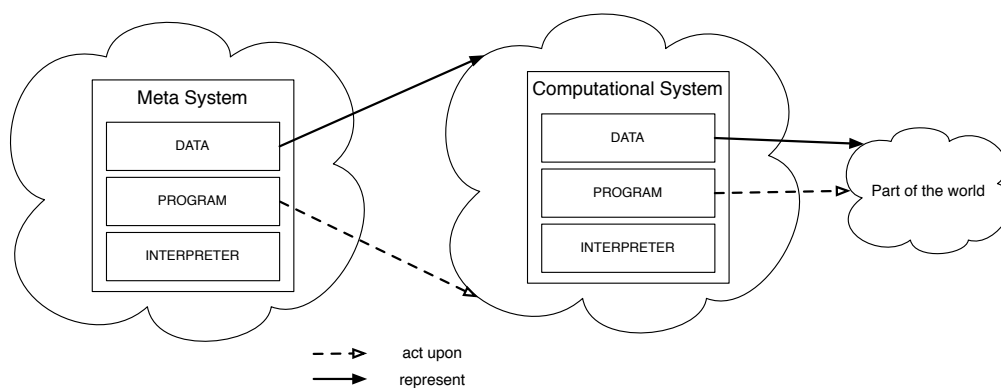 Meta System
DATA
PROGRAM
INTERPRETER
Computational System
DATA
PROGRAM
INTERPRETER
Part of the world
act upon
represent